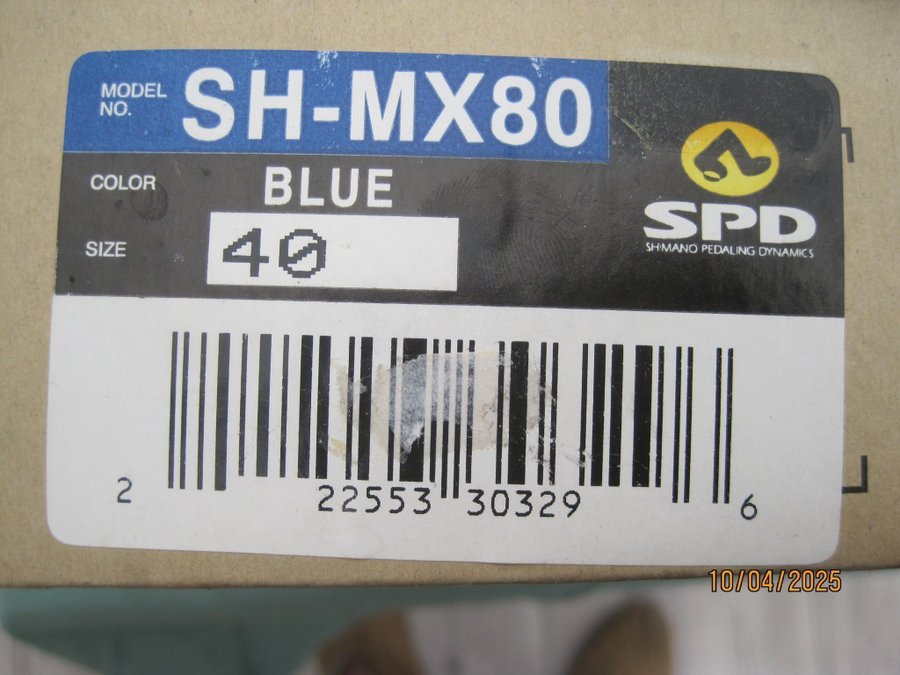 MODEL NO. SH-MX80
COLOR BLUE
SIZE 40
SPD
SHIMANO PEDALING DYNAMICS
2 22553 30329 6
10/04/2025